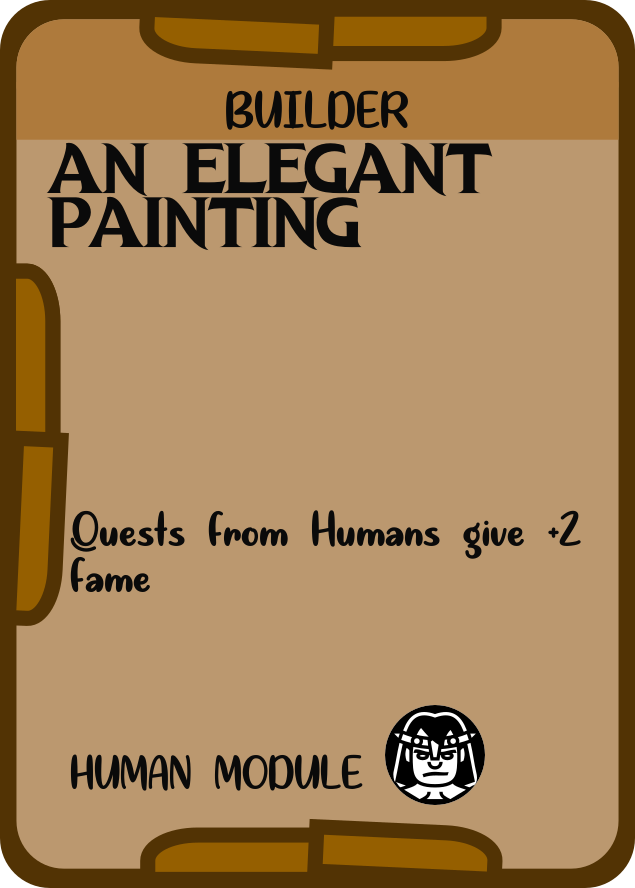 BUILDER
AN ELEGANT
PAINTING
Quests from Humans give +2
fame
HUMAN MODULE